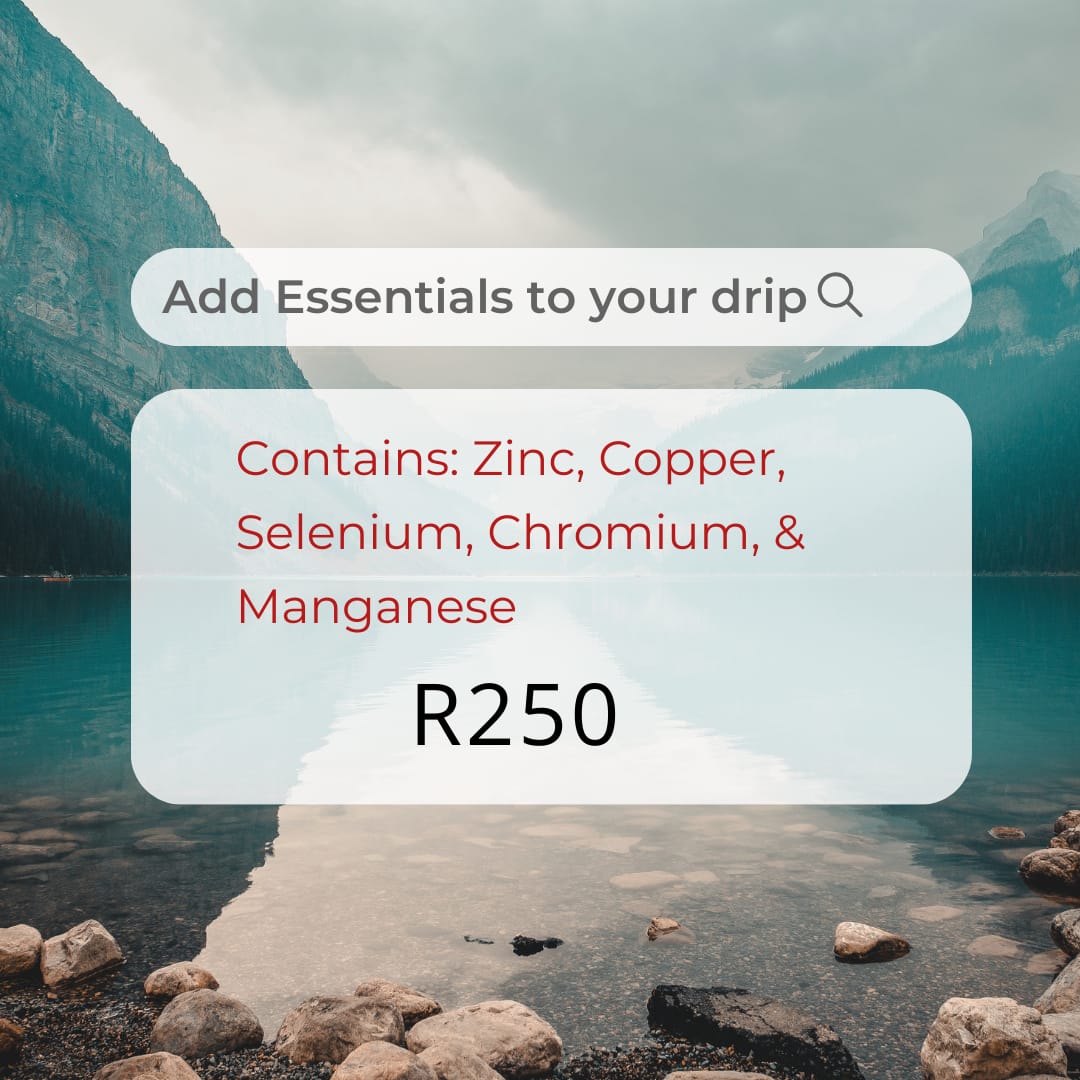 Add Essentials to your drip
Contains: Zinc, Copper,
Selenium, Chromium, &
Manganese
R250